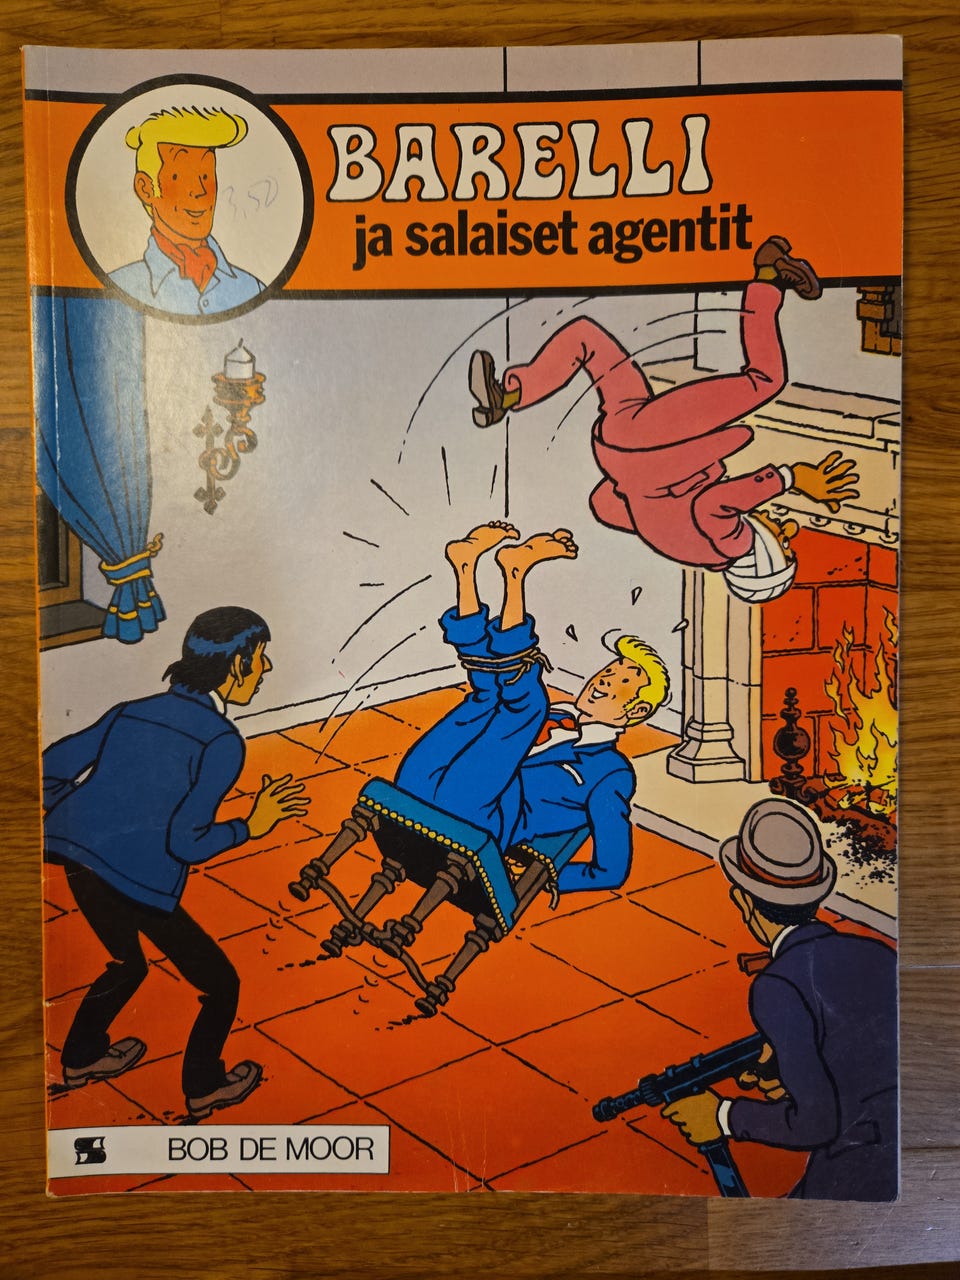 BARELLI
ja salaiset agentit
3,50
BOB DE MOOR